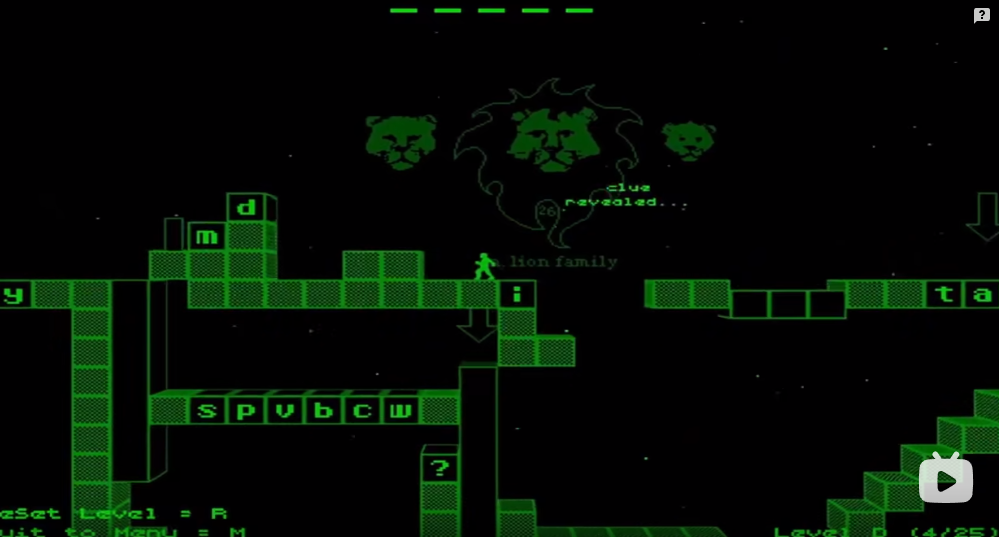 ?
clue
revealed...
d
26
m
a lion family
y
i
t a
s p v b c w
?
eSet Level = R
uit to Menu = M
Level D (4/25)